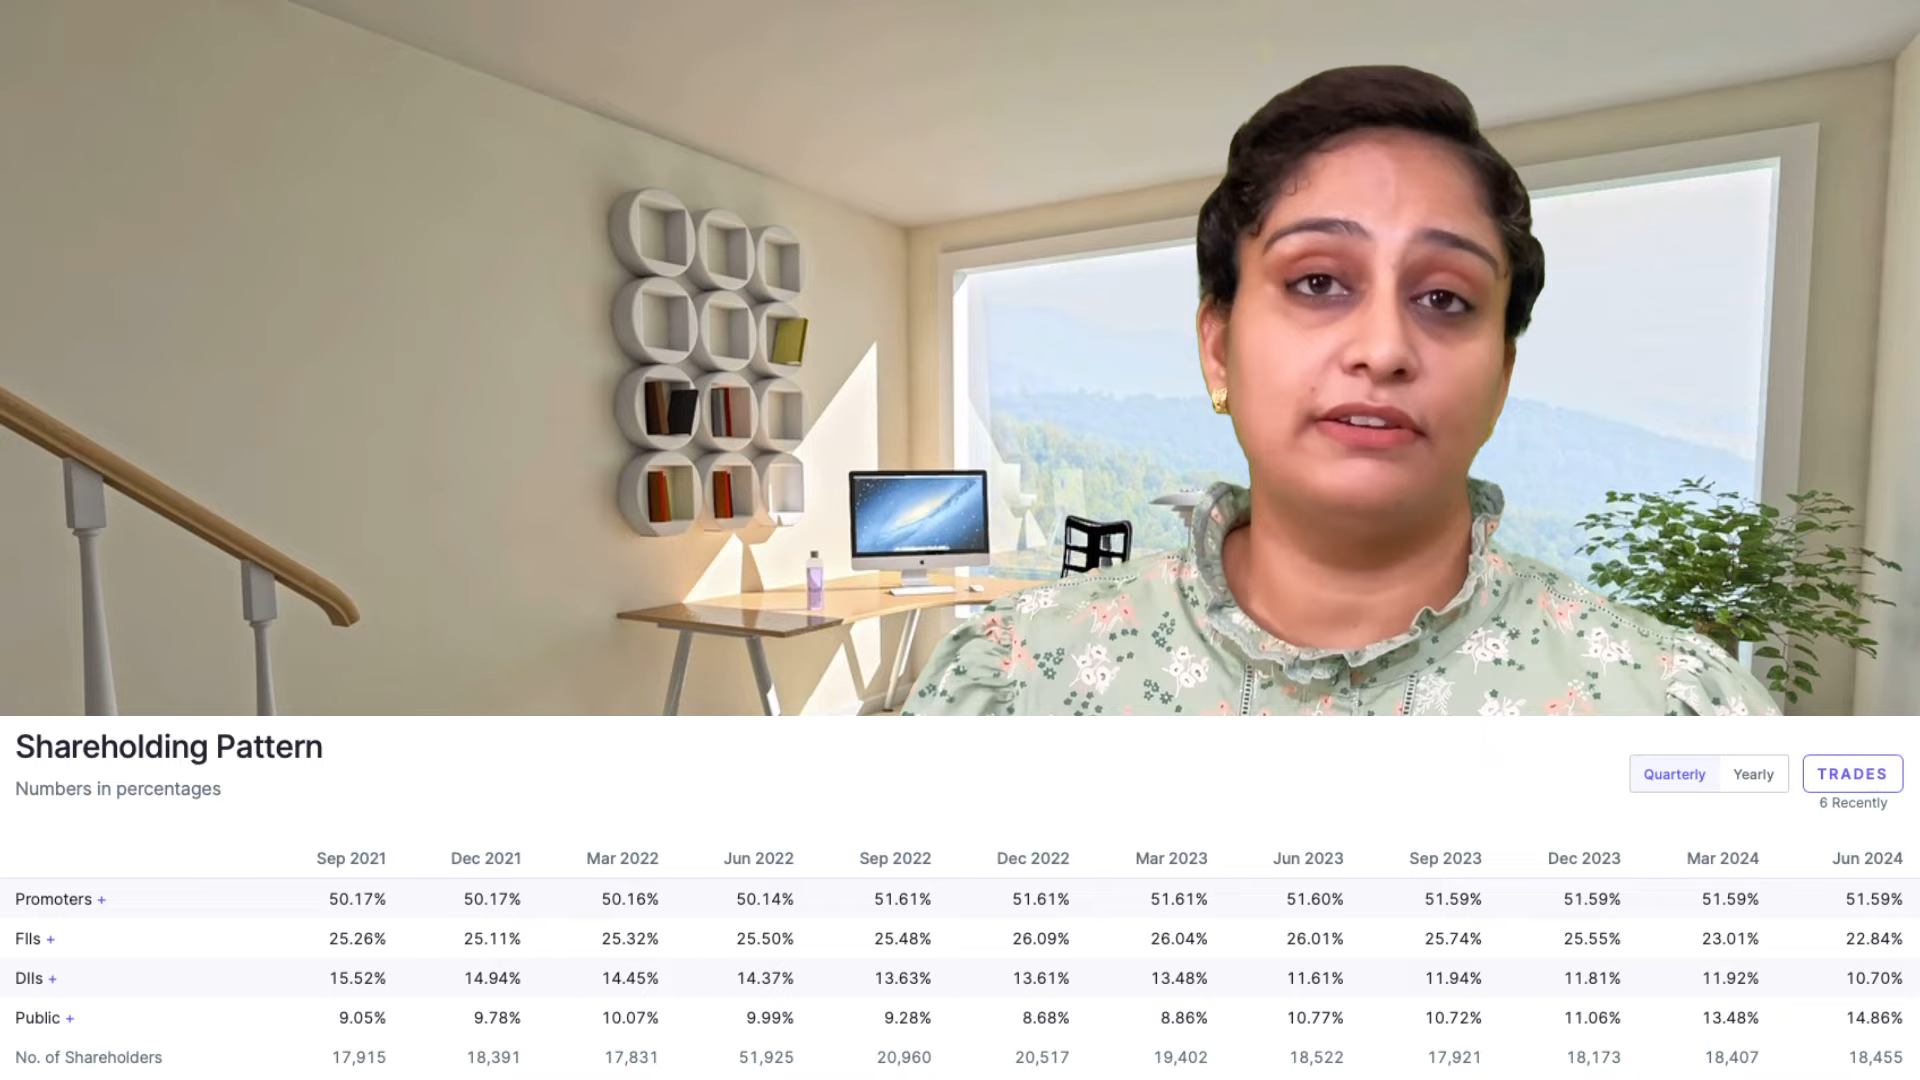 Shareholding Pattern
Numbers in percentages
Quarterly Yearly TRADES
6 Recently
Sep 2021 Dec 2021 Mar 2022 Jun 2022 Sep 2022 Dec 2022 Mar 2023 Jun 2023 Sep 2023 Dec 2023 Mar 2024 Jun 2024
Promoters + 50.17% 50.17% 50.16% 50.14% 51.61% 51.61% 51.61% 51.60% 51.59% 51.59% 51.59% 51.59%
FIIs + 25.26% 25.11% 25.32% 25.50% 25.48% 26.09% 26.04% 26.01% 25.74% 25.55% 23.01% 22.84%
DIIs + 15.52% 14.94% 14.45% 14.37% 13.63% 13.61% 13.48% 11.61% 11.94% 11.81% 11.92% 10.70%
Public + 9.05% 9.78% 10.07% 9.99% 9.28% 8.68% 8.86% 10.77% 10.72% 11.06% 13.48% 14.86%
No. of Shareholders 17,915 18,391 17,831 51,925 20,960 20,517 19,402 18,522 17,921 18,173 18,407 18,455